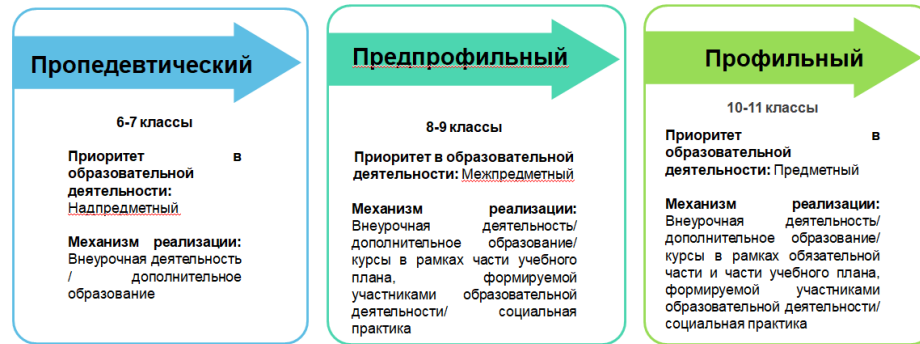 Пропедевтический
6-7 классы
Приоритет в
образовательной
деятельности:
Надпредметный
Механизм реализации:
Внеурочная деятельность
/ дополнительное
образование
Предпрофильный
8-9 классы
Приоритет в образовательной
деятельности: Межпредметный
Механизм реализации:
Внеурочная деятельность/
дополнительное образование/
курсы в рамках части учебного
плана, формируемой
участниками образовательной
деятельности/ социальная
практика
Профильный
10-11 классы
Приоритет в
образовательной
деятельности: Предметный
Механизм реализации:
Внеурочная деятельность/
дополнительное образование/
курсы в рамках обязательной
части и части учебного плана,
формируемой участниками
образовательной деятельности/
социальная практика